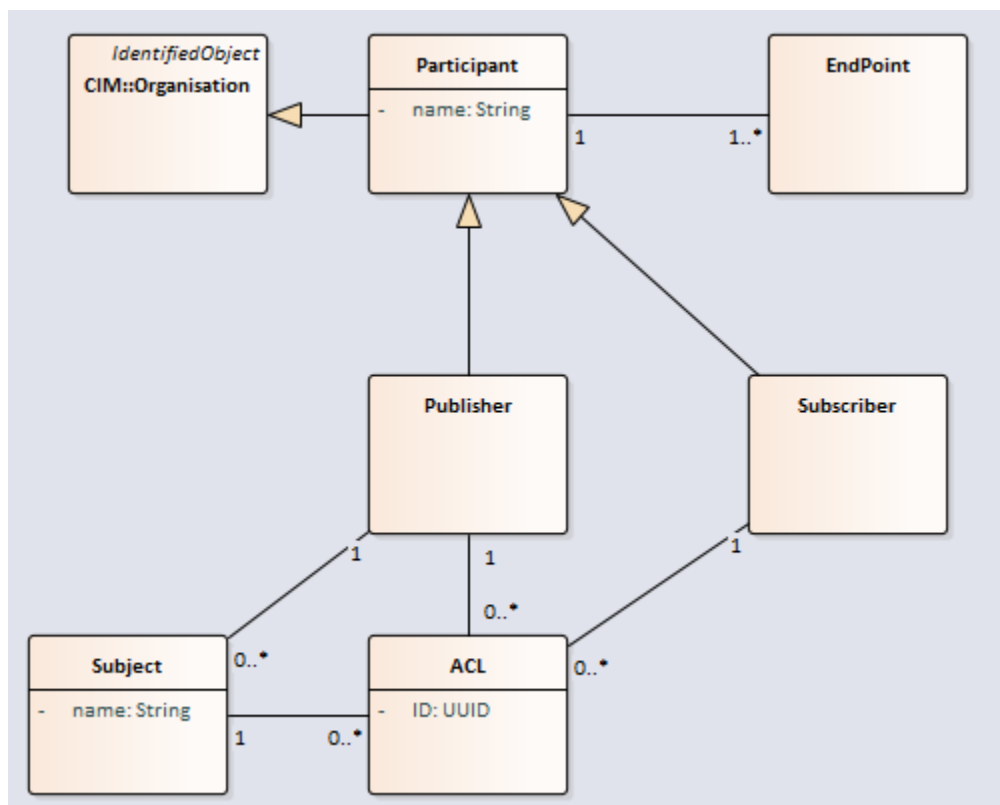 IdentifiedObject
CIM::Organisation
Participant
- name: String
EndPoint
1
1..*
Publisher
Subscriber
1
1
1
0..*
0..*
0..*
Subject
- name: String
ACL
- ID: UUID
1
0..*